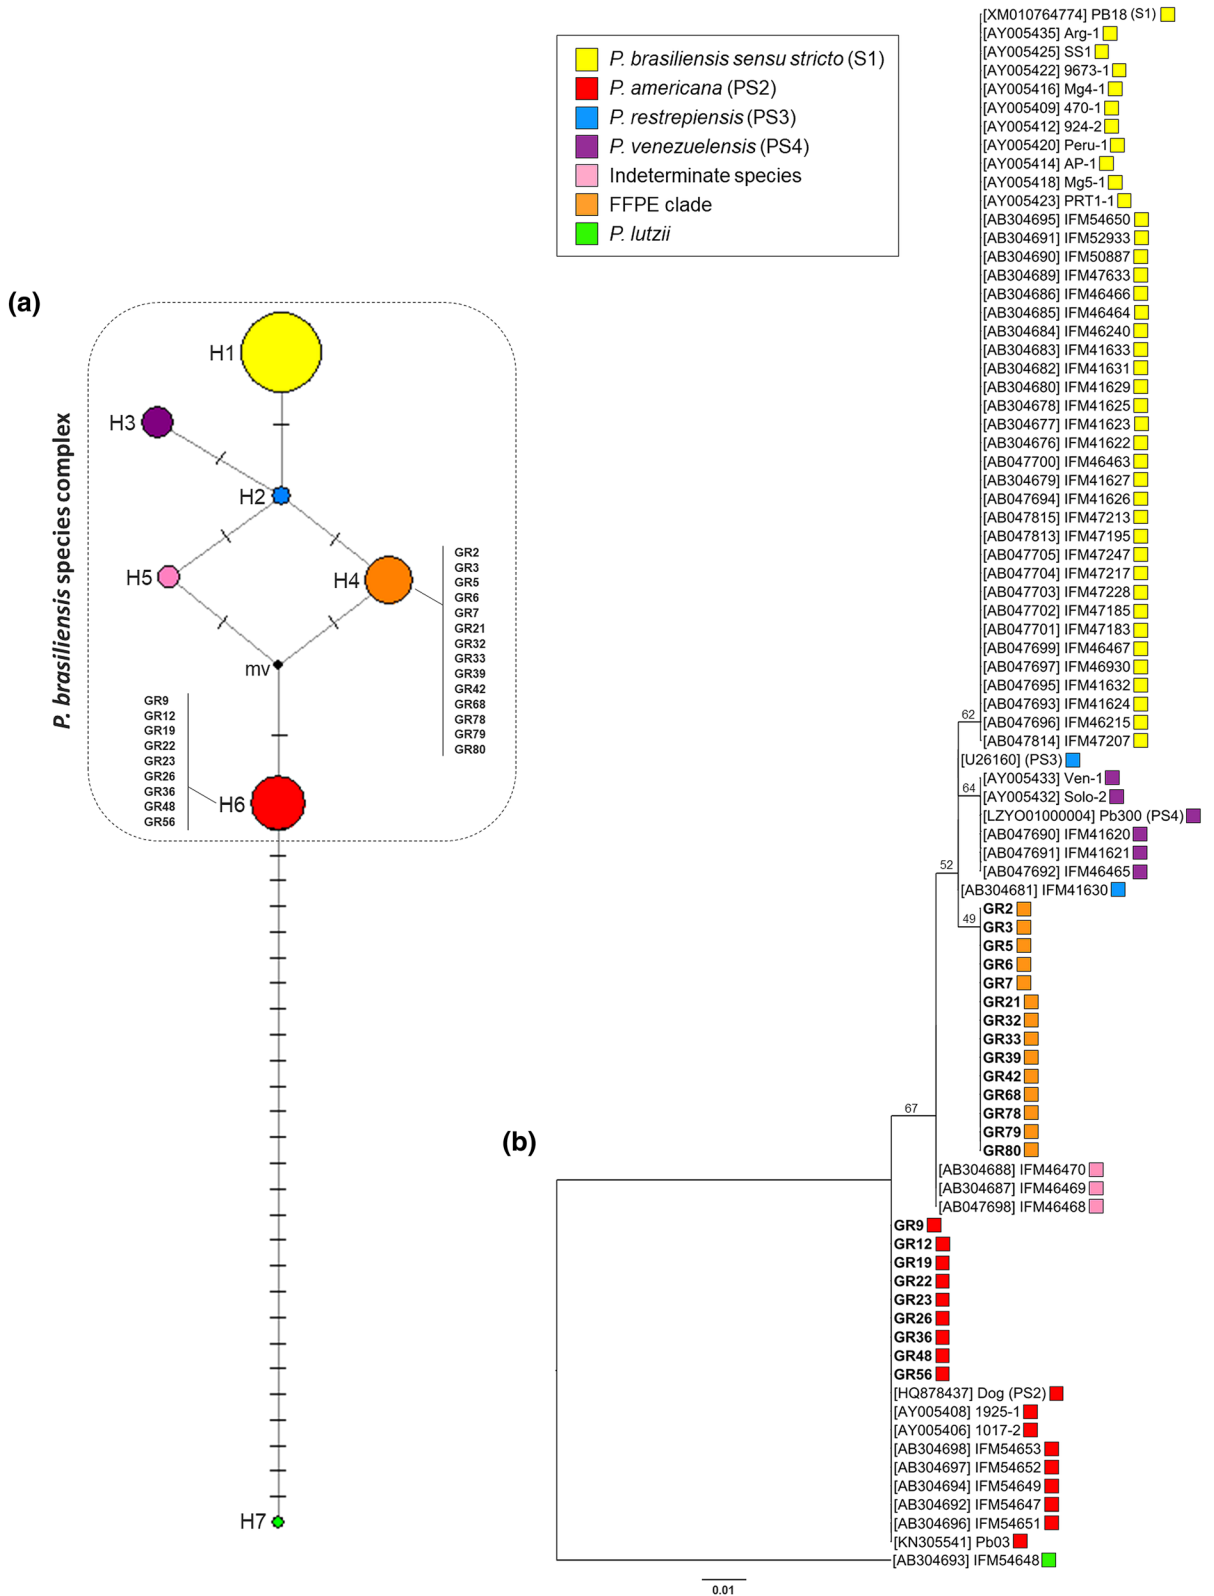 P. brasiliensis sensu stricto (S1)
P. americana (PS2)
P. restrepiensis (PS3)
P. venezuelensis (PS4)
Indeterminate species
FFPE clade
P. lutzii
(a)
P. brasiliensis species complex
H1
H3
H2
H5
H4
GR2
GR3
GR5
GR6
GR7
GR21
GR32
GR33
GR39
GR42
GR68
GR78
GR79
GR80
mv
GR9
GR12
GR19
GR22
GR23
GR26
GR36
GR48
GR56
H6
H7
(b)
[XM010764774] PB18 (S1)
[AY005435] Arg-1
[AY005425] SS1
[AY005422] 9673-1
[AY005416] Mg4-1
[AY005409] 470-1
[AY005412] 924-2
[AY005420] Peru-1
[AY005414] AP-1
[AY005418] Mg5-1
[AY005423] PRT1-1
[AB304695] IFM54650
[AB304691] IFM52933
[AB304690] IFM50887
[AB304689] IFM47633
[AB304686] IFM46466
[AB304685] IFM46464
[AB304684] IFM46240
[AB304683] IFM41633
[AB304682] IFM41631
[AB304680] IFM41629
[AB304678] IFM41625
[AB304677] IFM41623
[AB304676] IFM41622
[AB047700] IFM46463
[AB304679] IFM41627
[AB047694] IFM41626
[AB047815] IFM47213
[AB047813] IFM47195
[AB047705] IFM47247
[AB047704] IFM47217
[AB047703] IFM47228
[AB047702] IFM47185
[AB047701] IFM47183
[AB047699] IFM46467
[AB047697] IFM46930
[AB047695] IFM41632
[AB047693] IFM41624
[AB047696] IFM46215
[AB047814] IFM47207
62
[U26160] (PS3)
[AY005433] Ven-1
64
[AY005432] Solo-2
[LZYO01000004] Pb300 (PS4)
[AB047690] IFM41620
[AB047691] IFM41621
[AB047692] IFM46465
52
[AB304681] IFM41630
49
GR2
GR3
GR5
GR6
GR7
GR21
GR32
GR33
GR39
GR42
GR68
GR78
GR79
GR80
67
[AB304688] IFM46470
[AB304687] IFM46469
[AB047698] IFM46468
GR9
GR12
GR19
GR22
GR23
GR26
GR36
GR48
GR56
[HQ878437] Dog (PS2)
[AY005408] 1925-1
[AY005406] 1017-2
[AB304698] IFM54653
[AB304697] IFM54652
[AB304694] IFM54649
[AB304692] IFM54647
[AB304696] IFM54651
[KN305541] Pb03
[AB304693] IFM54648
0.01